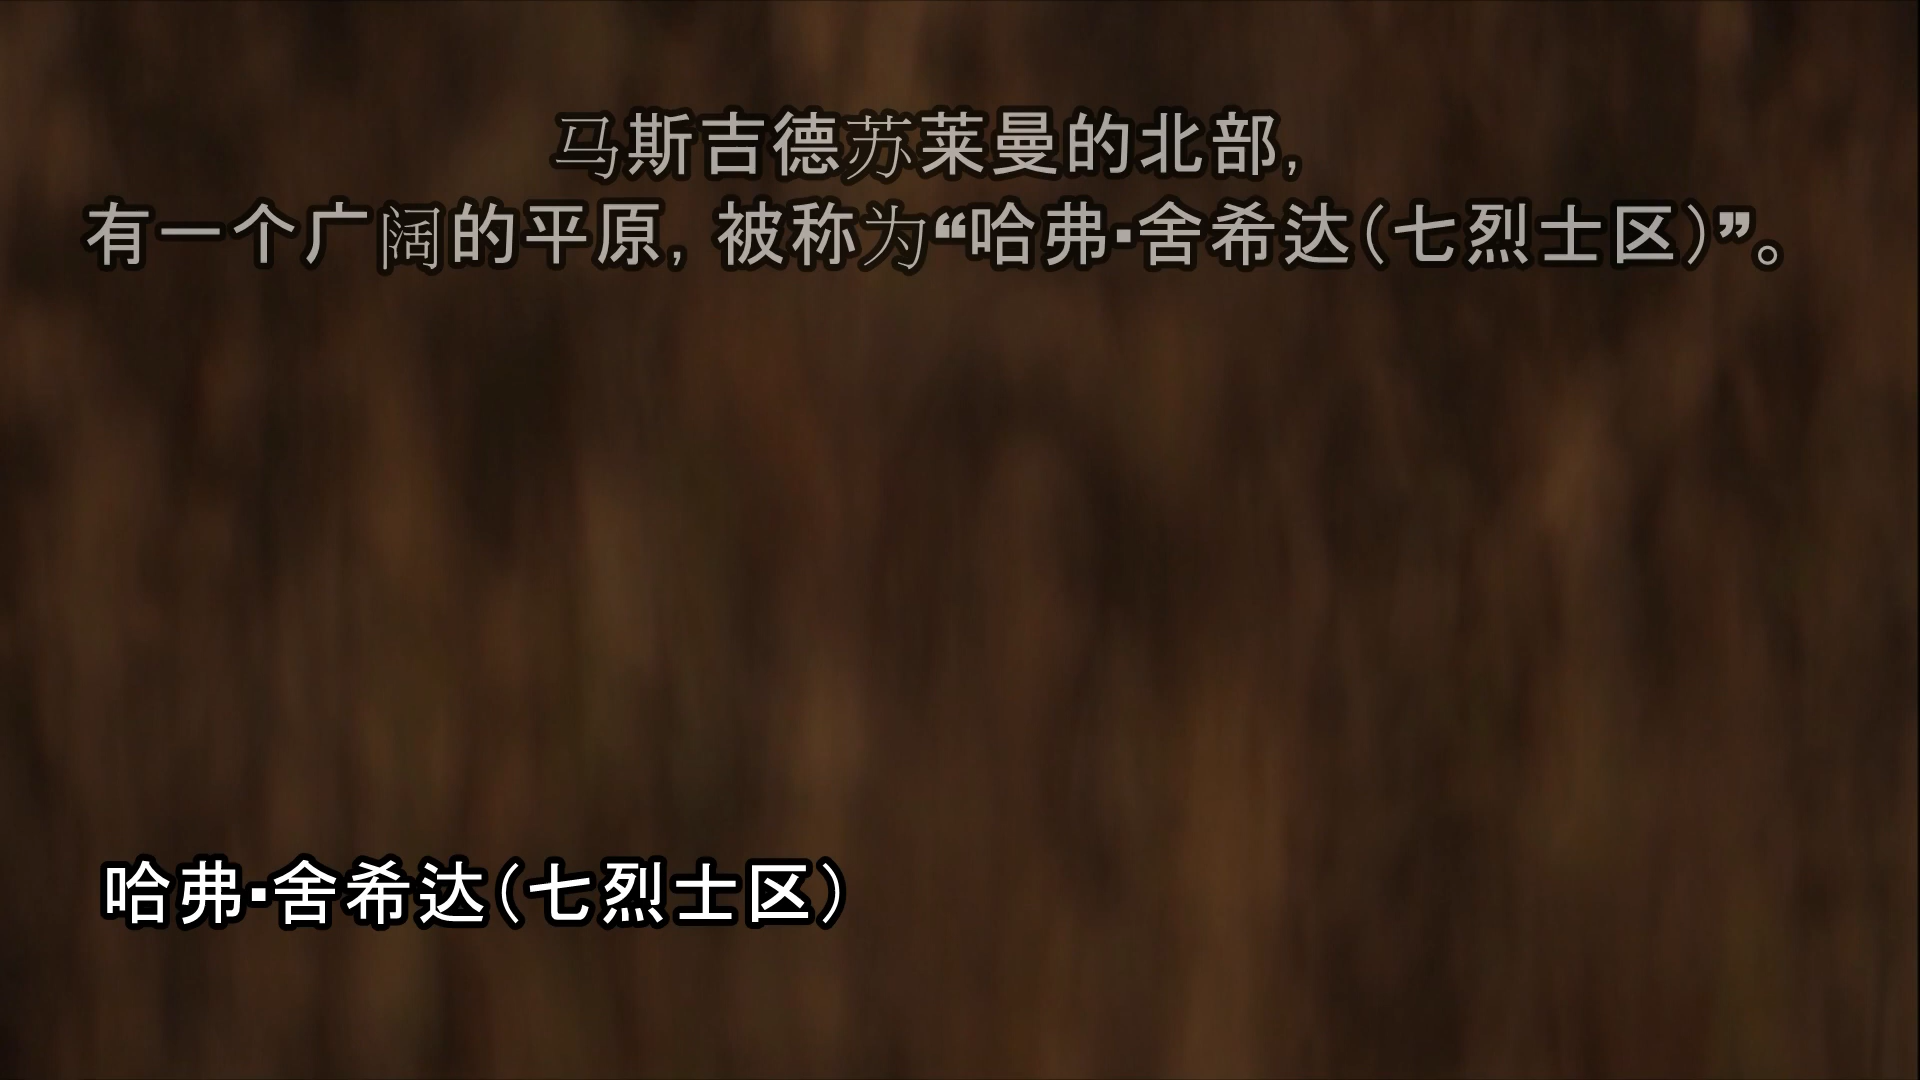 马斯吉德苏莱曼的北部,
有一个广阔的平原, 被称为“哈弗·舍希达(七烈士区)”。
哈弗·舍希达(七烈士区)